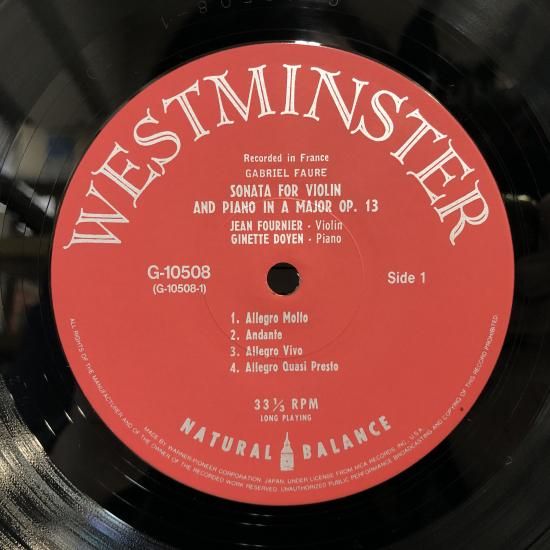 WESTMINSTER
Recorded in France
GABRIEL FAURE
SONATA FOR VIOLIN
AND PIANO IN A MAJOR OP. 13
JEAN FOURNIER - Violin
GINETTE DOYEN - Piano
G-10508
(G-10508-1)
Side 1
1. Allegro Molto
2. Andante
3. Allegro Vivo
4. Allegro Quasi Presto
33 1/3 RPM
LONG PLAYING
NATURAL BALANCE
MADE BY WARNER-PIONEER CORPORATION, JAPAN, UNDER LICENSE FROM MCA RECORDS INC., U.S.A.
ALL RIGHTS OF THE MANUFACTURER AND OF THE OWNER OF THE RECORDED WORK RESERVED. UNAUTHORIZED PUBLIC PERFORMANCE BROADCASTING AND COPYING OF THIS RECORD PROHIBITED.